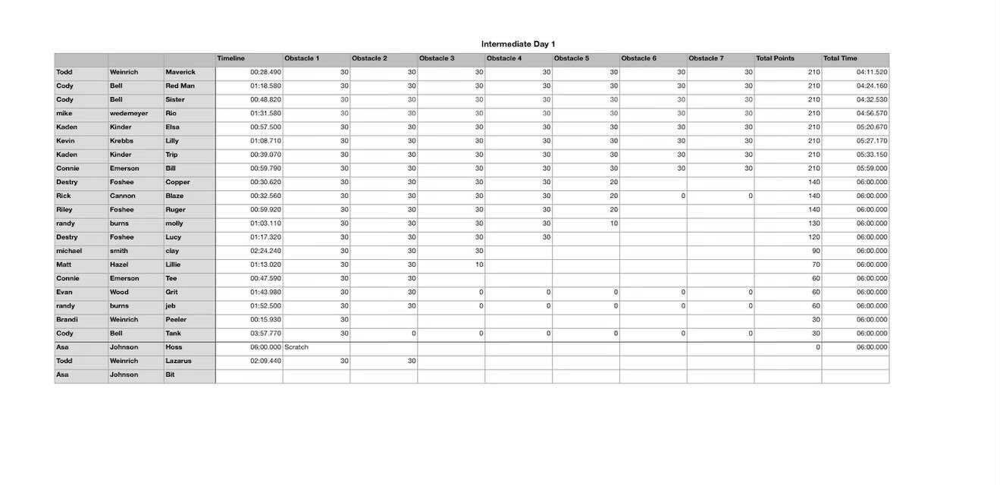 Intermediate Day 1
Timeline Obstacle 1 Obstacle 2 Obstacle 3 Obstacle 4 Obstacle 5 Obstacle 6 Obstacle 7 Total Points Total Time
Todd Weinrich Maverick 00:28.490 30 30 30 30 30 30 30 210 04:11.520
Cody Bell Red Man 01:18.580 30 30 30 30 30 30 30 210 04:24.160
Cody Bell Sister 00:48.820 30 30 30 30 30 30 30 210 04:32.530
mike wedemeyer Rio 01:31.580 30 30 30 30 30 30 30 210 04:56.570
Kaden Kinder Elsa 00:57.500 30 30 30 30 30 30 30 210 05:20.670
Kevin Krebbs Lilly 01:08.710 30 30 30 30 30 30 30 210 05:27.170
Kaden Kinder Trip 00:39.070 30 30 30 30 30 30 30 210 05:33.150
Connie Emerson Bill 00:59.790 30 30 30 30 30 30 30 210 05:59.000
Destry Foshee Copper 00:30.620 30 30 30 30 20 140 06:00.000
Rick Cannon Blaze 00:32.560 30 30 30 30 20 0 0 140 06:00.000
Riley Foshee Ruger 00:59.920 30 30 30 30 20 140 06:00.000
randy burns molly 01:03.110 30 30 30 30 10 130 06:00.000
Destry Foshee Lucy 01:17.320 30 30 30 30 120 06:00.000
michael smith clay 02:24.240 30 30 30 90 06:00.000
Matt Hazel Lillie 01:13.020 30 30 10 70 06:00.000
Connie Emerson Tee 00:47.590 30 30 60 06:00.000
Evan Wood Grit 01:43.980 30 30 0 0 0 0 0 60 06:00.000
randy burns jeb 01:52.500 30 30 0 0 0 0 0 60 06:00.000
Brandi Weinrich Peeler 00:15.930 30 30 06:00.000
Cody Bell Tank 03:57.770 30 0 0 0 0 0 0 30 06:00.000
Asa Johnson Hoss 06:00.000 Scratch 0 06:00.000
Todd Weinrich Lazarus 02:09.440 30 30
Asa Johnson Bit